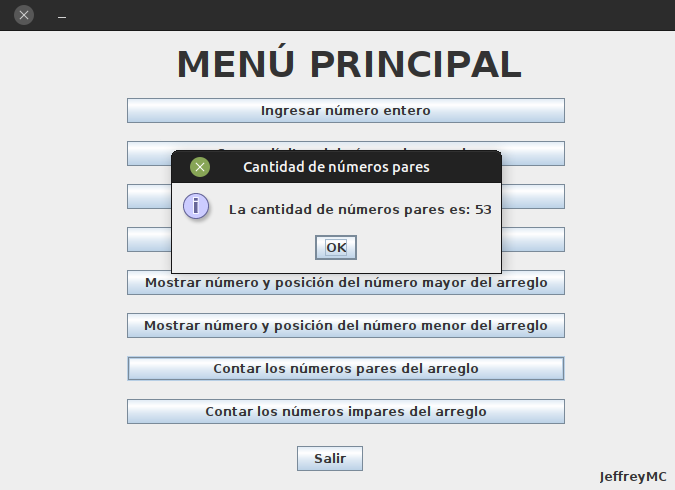 MENÚ PRINCIPAL
Ingresar número entero
Cantidad de números pares
La cantidad de números pares es: 53
OK
Mostrar número y posición del número mayor del arreglo
Mostrar número y posición del número menor del arreglo
Contar los números pares del arreglo
Contar los números impares del arreglo
Salir
JeffreyMC